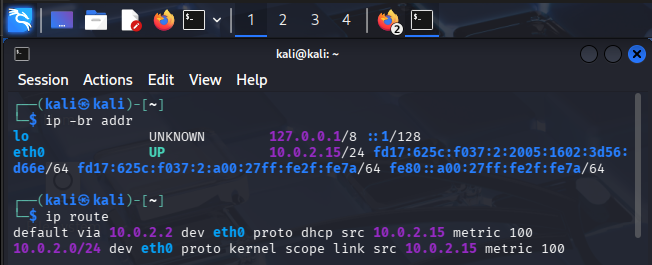 1 2 3 4 2
kali@kali: ~
Session Actions Edit View Help
┌──(kali㉿kali)-[~]
└─$ ip -br addr
lo UNKNOWN 127.0.0.1/8 ::1/128
eth0 UP 10.0.2.15/24 fd17:625c:f037:2:2005:1602:3d56:
d66e/64 fd17:625c:f037:2:a00:27ff:fe2f:fe7a/64 fe80::a00:27ff:fe2f:fe7a/64
┌──(kali㉿kali)-[~]
└─$ ip route
default via 10.0.2.2 dev eth0 proto dhcp src 10.0.2.15 metric 100
10.0.2.0/24 dev eth0 proto kernel scope link src 10.0.2.15 metric 100